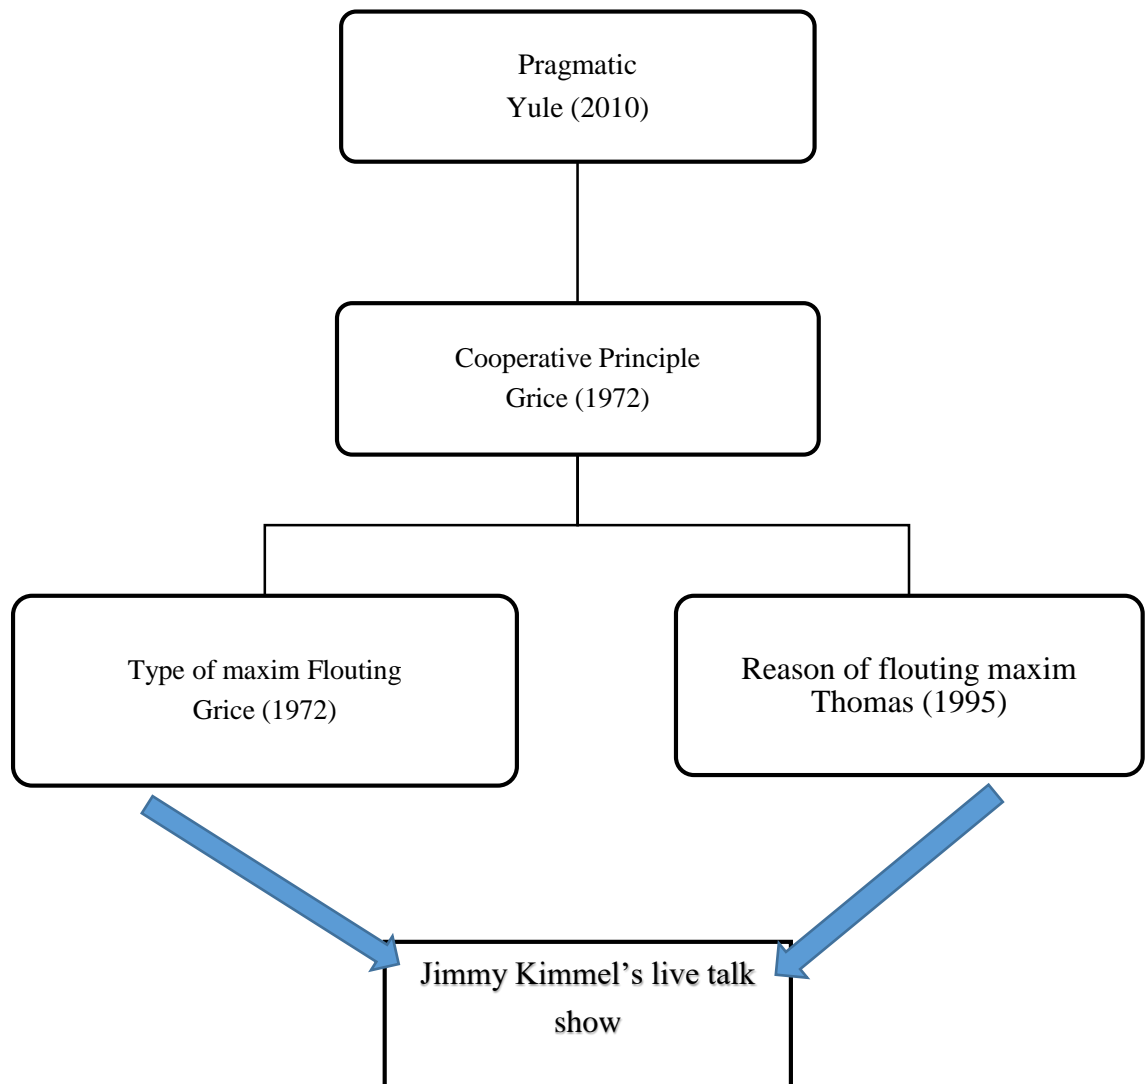 Pragmatic
Yule (2010)
Cooperative Principle
Grice (1972)
Type of maxim Flouting
Grice (1972)
Reason of flouting maxim
Thomas (1995)
Jimmy Kimmel’s live talk
show